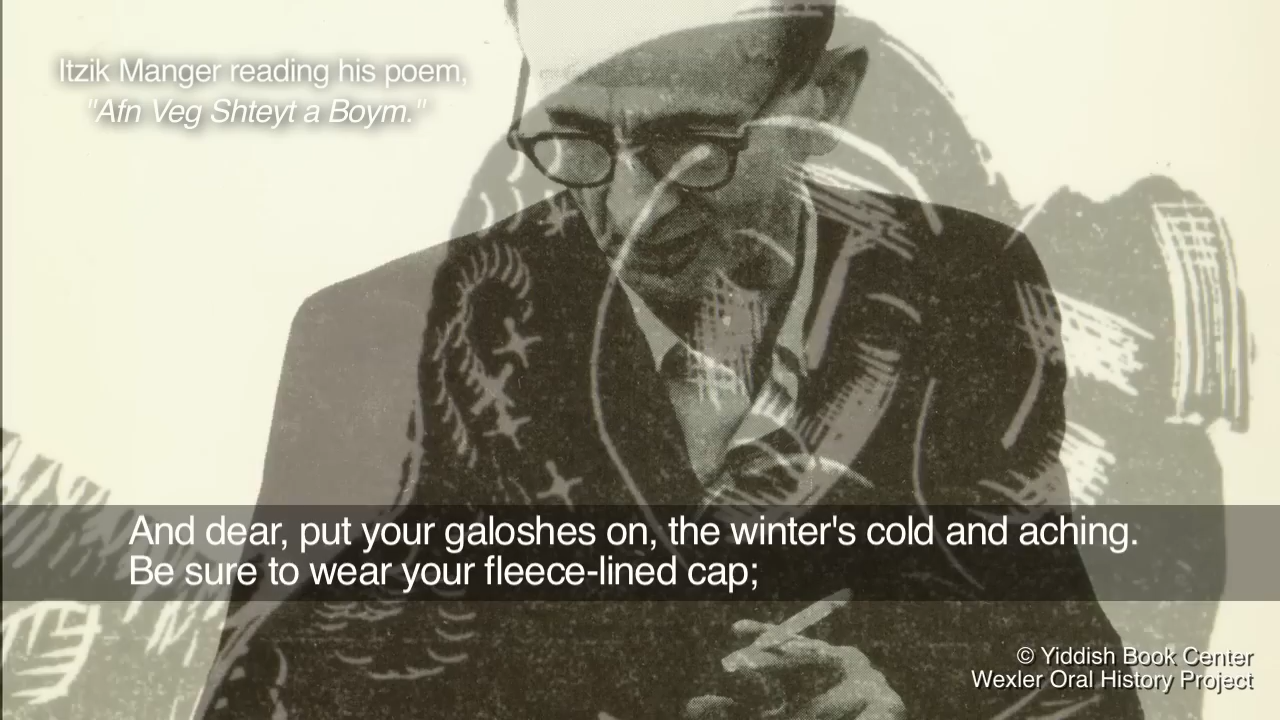 Itzik Manger reading his poem,
"Afn Veg Shteyt a Boym."
And dear, put your galoshes on, the winter's cold and aching.
Be sure to wear your fleece-lined cap;
© Yiddish Book Center
Wexler Oral History Project